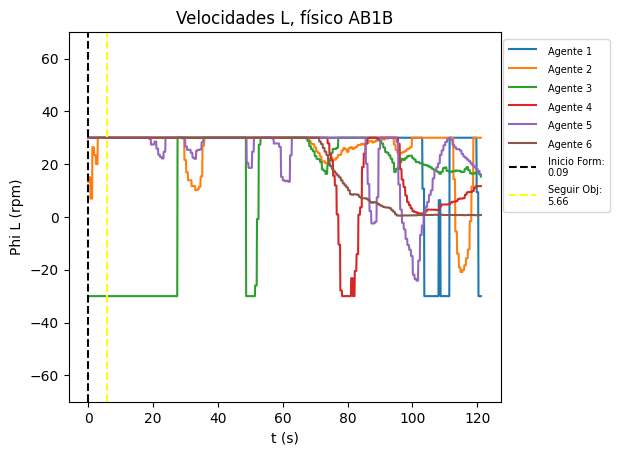 Velocidades L, físico AB1B
Phi L (rpm)
60
40
20
0
−20
−40
−60
0 20 40 60 80 100 120
t (s)
Agente 1
Agente 2
Agente 3
Agente 4
Agente 5
Agente 6
Inicio Form:
0.09
Seguir Obj:
5.66